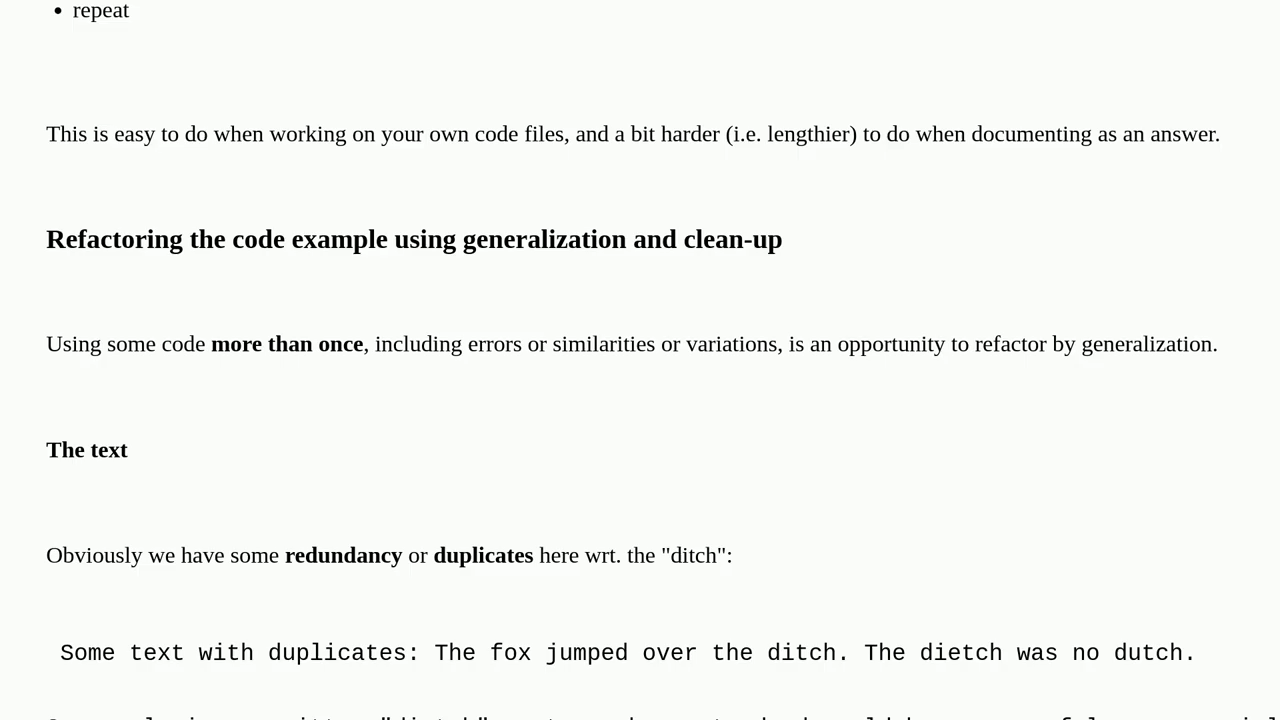 • repeat
This is easy to do when working on your own code files, and a bit harder (i.e. lengthier) to do when documenting as an answer.
Refactoring the code example using generalization and clean-up
Using some code more than once, including errors or similarities or variations, is an opportunity to refactor by generalization.
The text
Obviously we have some redundancy or duplicates here wrt. the "ditch":
Some text with duplicates: The fox jumped over the ditch. The dietch was no dutch.